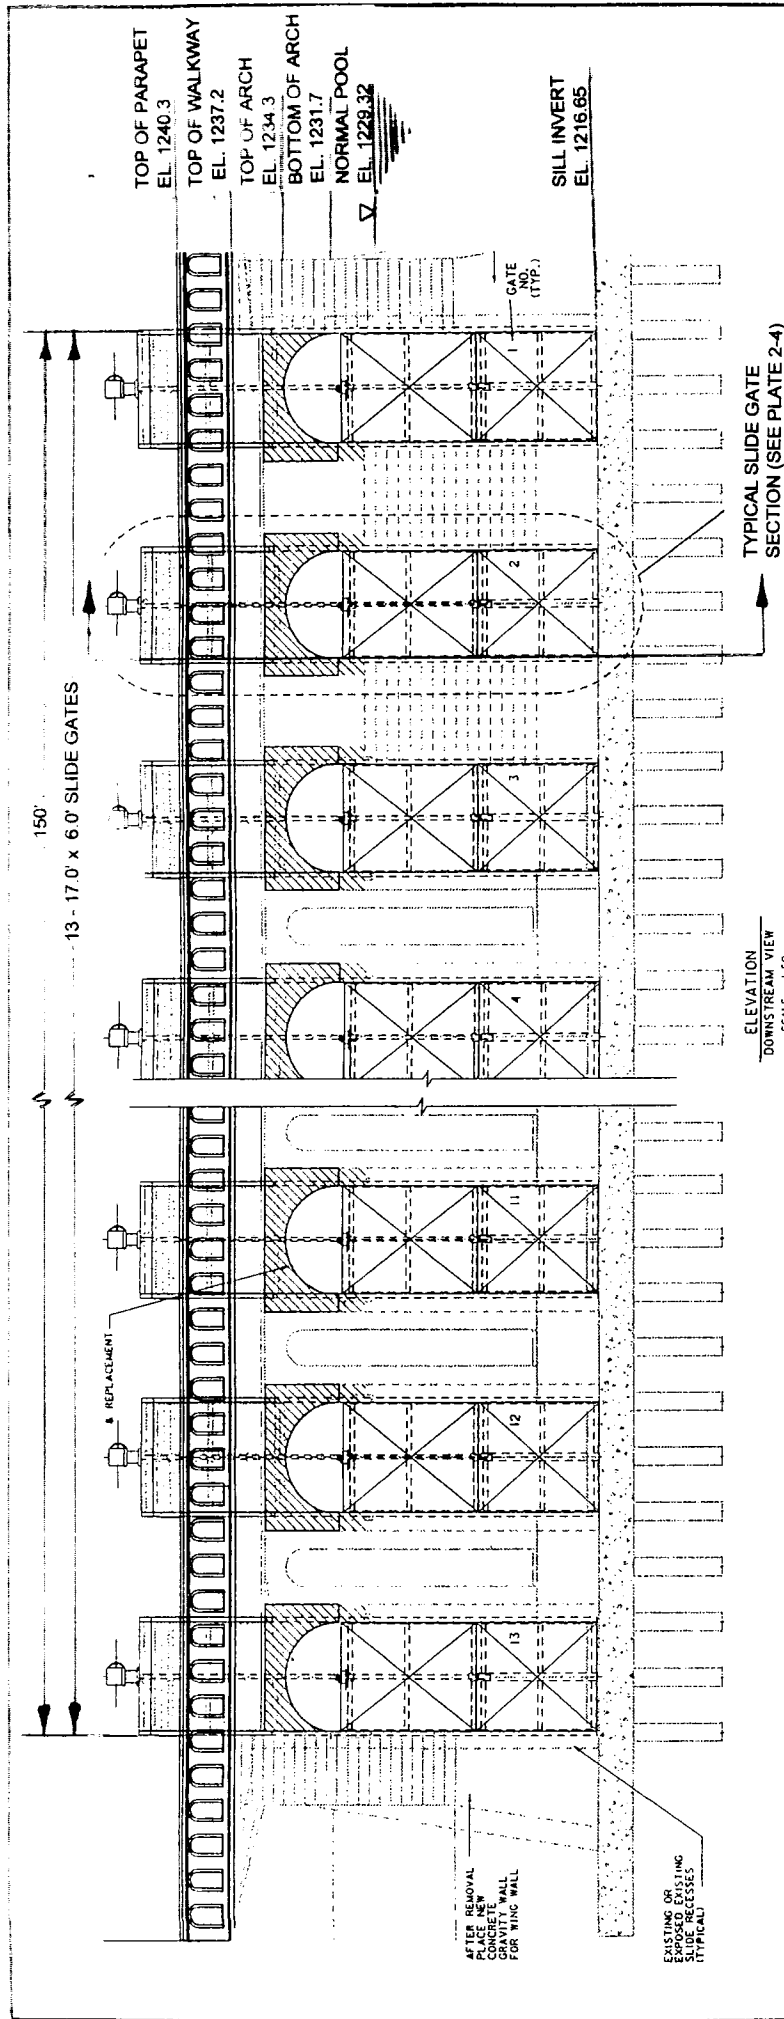 150'
13 - 17.0' x 6.0' SLIDE GATES
TOP OF PARAPET
EL. 1240.3
TOP OF WALKWAY
EL. 1237.2
TOP OF ARCH
EL. 1234.3
BOTTOM OF ARCH
EL. 1231.7
NORMAL POOL
EL. 1229.32
SILL INVERT
EL. 1216.65
& REPLACEMENT
13
12
11
4
3
2
1
GATE
NO.
(TYP.)
AFTER REMOVAL
PLACE NEW
CONCRETE
GRAVITY WALL
FOR WING WALL
EXISTING OR
EXPOSED EXISTING
SLIDE RECESSES
(TYPICAL)
TYPICAL SLIDE GATE
SECTION (SEE PLATE 2-4)
ELEVATION
DOWNSTREAM VIEW